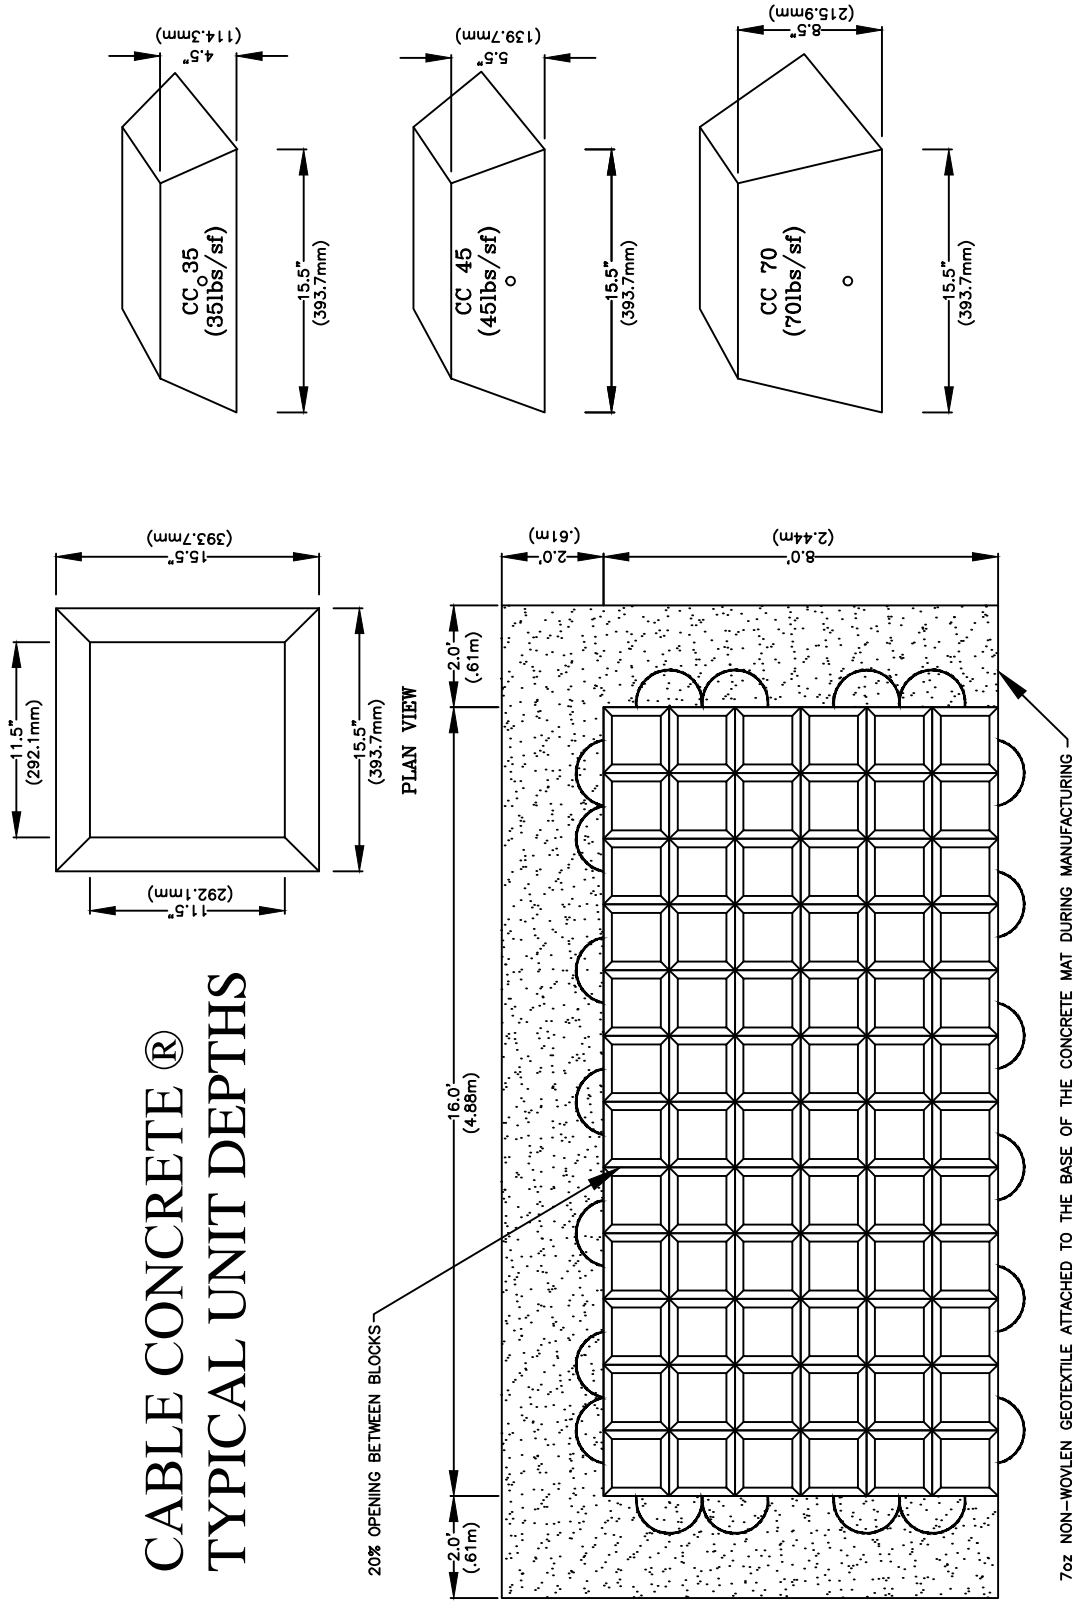 CABLE CONCRETE ®
TYPICAL UNIT DEPTHS
11.5"
(292.1mm)
11.5"
(292.1mm)
15.5"
(393.7mm)
15.5"
(393.7mm)
PLAN VIEW
4.5"
(114.3mm)
CC 35
(35lbs/sf)
15.5"
(393.7mm)
5.5"
(139.7mm)
CC 45
(45lbs/sf)
15.5"
(393.7mm)
8.5"
(215.9mm)
CC 70
(70lbs/sf)
15.5"
(393.7mm)
20% OPENING BETWEEN BLOCKS
2.0'
(.61m)
16.0'
(4.88m)
2.0'
(.61m)
2.0'
(.61m)
8.0'
(2.44m)
7oz NON-WOVLEN GEOTEXTILE ATTACHED TO THE BASE OF THE CONCRETE MAT DURING MANUFACTURING